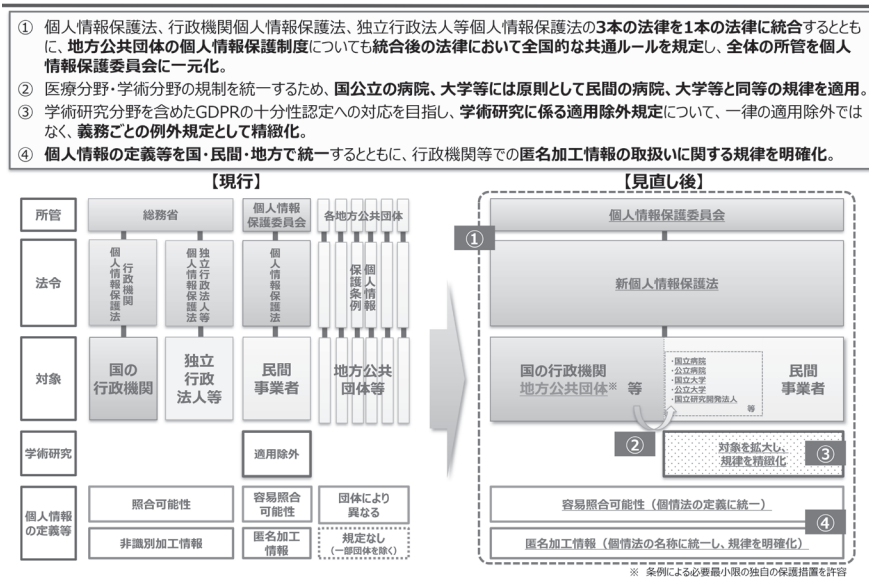 ① 個人情報保護法、行政機関個人情報保護法、独立行政法人等個人情報保護法の3本の法律を1本の法律に統合するととも
に、地方公共団体の個人情報保護制度についても統合後の法律において全国的な共通ルールを規定し、全体の所管を個人
情報保護委員会に一元化。
② 医療分野・学術分野の規制を統一するため、国公立の病院、大学等には原則として民間の病院、大学等と同等の規律を適用。
③ 学術研究分野を含めたGDPRの十分性認定への対応を目指し、学術研究に係る適用除外規定について、一律の適用除外では
なく、義務ごとの例外規定として精緻化。
④ 個人情報の定義等を国・民間・地方で統一するとともに、行政機関等での匿名加工情報の取扱いに関する規律を明確化。
【現行】
所管
総務省
個人情報
保護委員会
各地方公共団体
法令
行政機関
個人情報保護法
独立行政法人等
個人情報保護法
個人情報保護法
個人情報
保護条例
対象
国の
行政機関
独立
行政
法人等
民間
事業者
地方公共
団体等
学術研究
適用除外
個人情報
の定義等
照合可能性
容易照合
可能性
団体により
異なる
非識別加工情報
匿名加工
情報
規定なし
(一部団体を除く)
【見直し後】
①
個人情報保護委員会
新個人情報保護法
国の行政機関
地方公共団体※ 等
・国立病院
・公立病院
・国立大学
・公立大学
・国立研究開発法人
等
民間
事業者
②
対象を拡大し、
規律を精緻化
③
容易照合可能性(個情法の定義に統一)
④
匿名加工情報(個情法の名称に統一し、規律を明確化)
※ 条例による必要最小限の独自の保護措置を許容